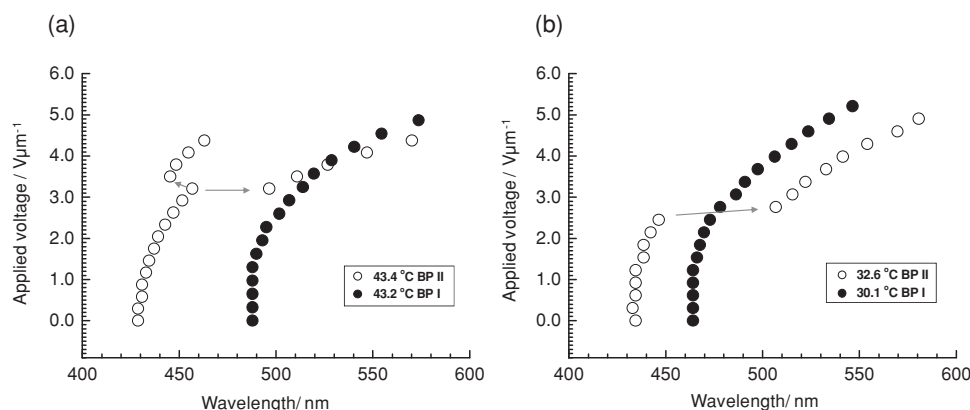 (a)
Applied voltage / Vμm⁻¹
6.0
5.0
4.0
3.0
2.0
1.0
0.0
43.4 °C BP II
43.2 °C BP I
400 450 500 550 600
Wavelength/ nm
(b)
Applied voltage / Vμm⁻¹
6.0
5.0
4.0
3.0
2.0
1.0
0.0
32.6 °C BP II
30.1 °C BP I
400 450 500 550 600
Wavelength/ nm